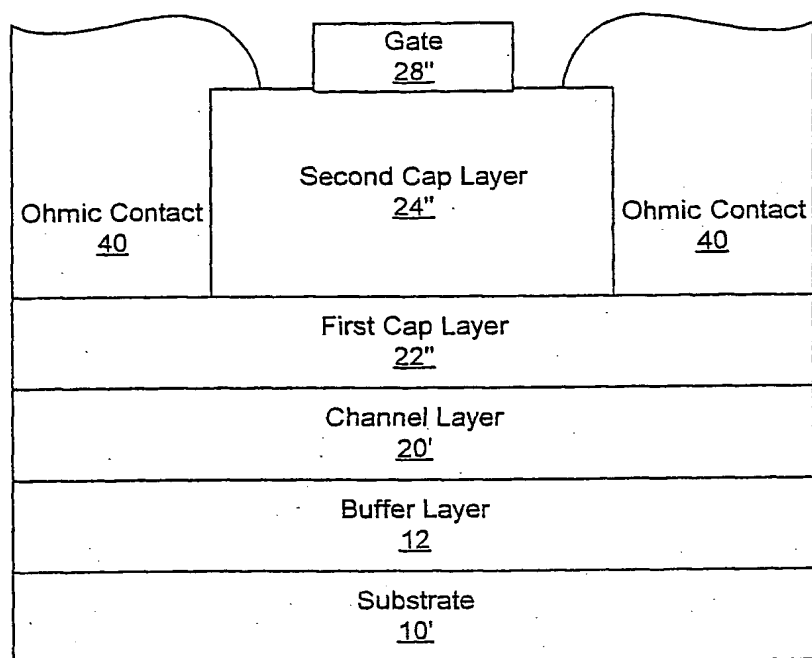 Gate
28"
Second Cap Layer
24"
Ohmic Contact
40
Ohmic Contact
40
First Cap Layer
22"
Channel Layer
20'
Buffer Layer
12
Substrate
10'